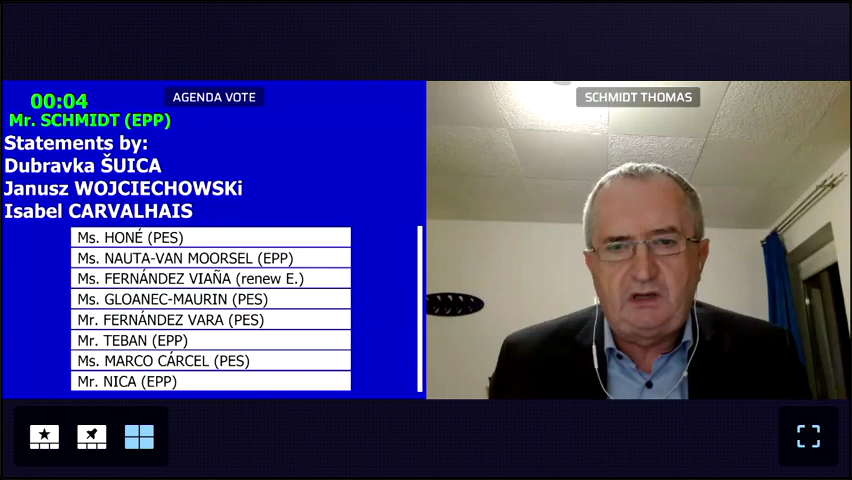 00:04
AGENDA VOTE
Mr. SCHMIDT (EPP)
Statements by:
Dubravka ŠUICA
Janusz WOJCIECHOWSKi
Isabel CARVALHAIS
Ms. HONÉ (PES)
Ms. NAUTA-VAN MOORSEL (EPP)
Ms. FERNÁNDEZ VIAÑA (renew E.)
Ms. GLOANEC-MAURIN (PES)
Mr. FERNÁNDEZ VARA (PES)
Mr. TEBAN (EPP)
Ms. MARCO CÁRCEL (PES)
Mr. NICA (EPP)
SCHMIDT THOMAS